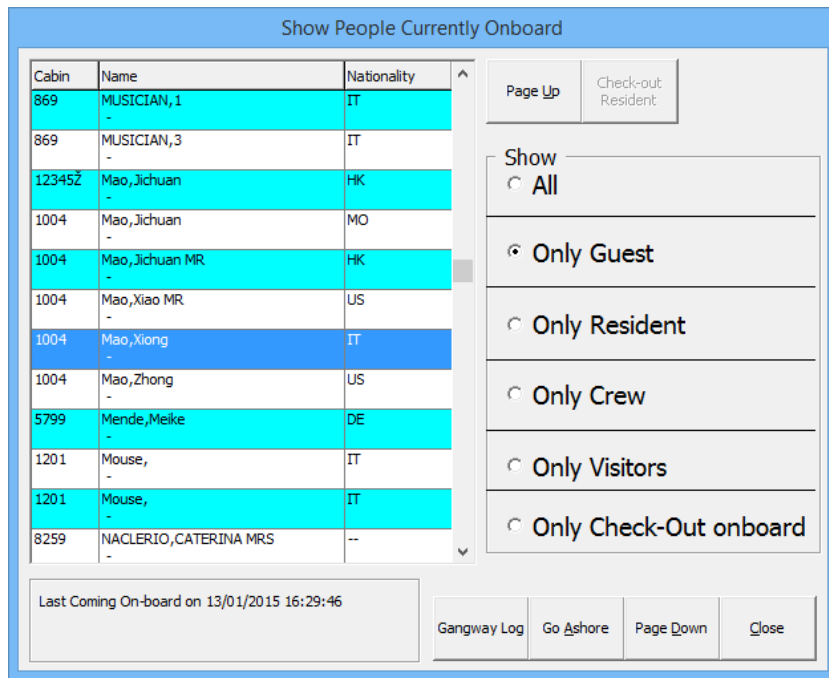 Show People Currently Onboard
Cabin Name Nationality
869 MUSICIAN,1 IT
-
869 MUSICIAN,3 IT
-
12345Ž Mao,Jichuan HK
-
1004 Mao,Jichuan MO
-
1004 Mao,Jichuan MR HK
-
1004 Mao,Xiao MR US
-
1004 Mao,Xiong IT
-
1004 Mao,Zhong US
-
5799 Mende,Meike DE
-
1201 Mouse, IT
-
1201 Mouse, IT
-
8259 NACLERIO,CATERINA MRS --
-
Page Up
Check-out
Resident
Show
All
Only Guest
Only Resident
Only Crew
Only Visitors
Only Check-Out onboard
Last Coming On-board on 13/01/2015 16:29:46
Gangway Log Go Ashore Page Down Close